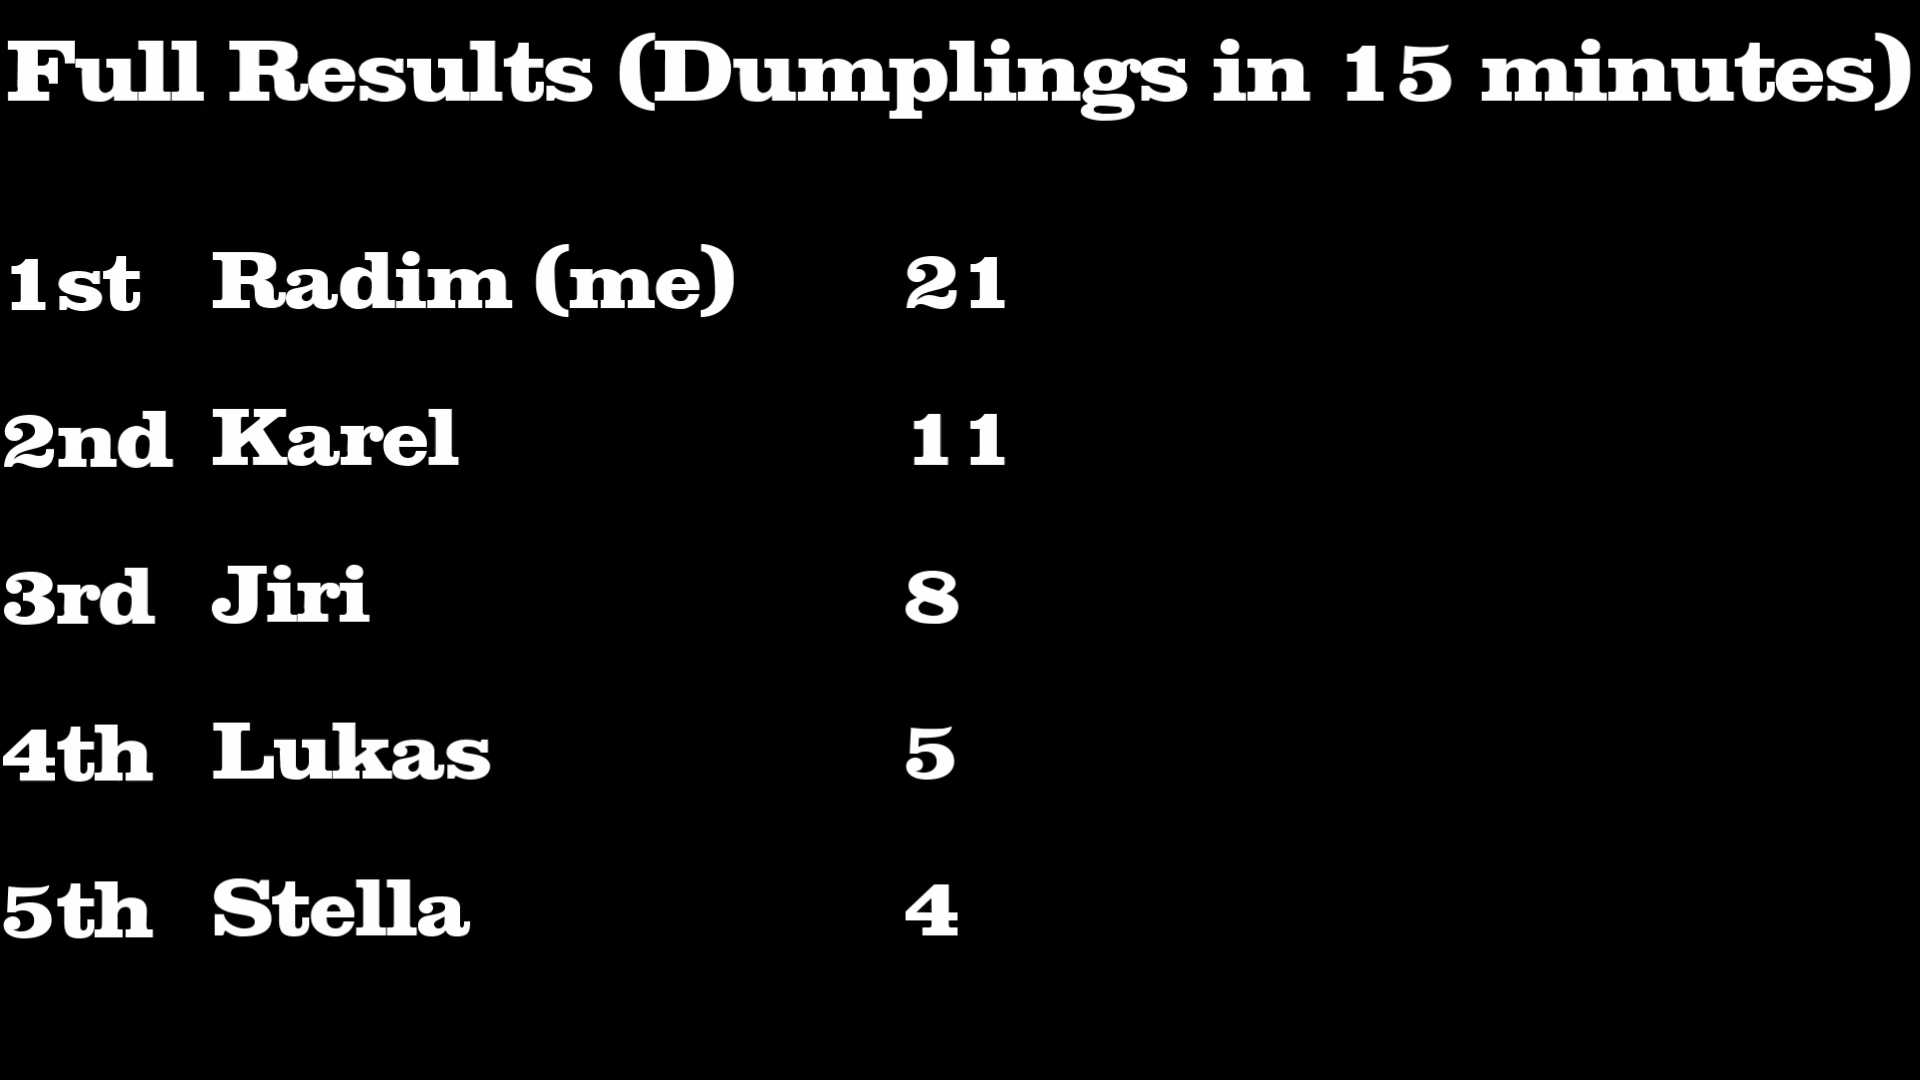 Full Results (Dumplings in 15 minutes)
1st Radim (me) 21
2nd Karel 11
3rd Jiri 8
4th Lukas 5
5th Stella 4